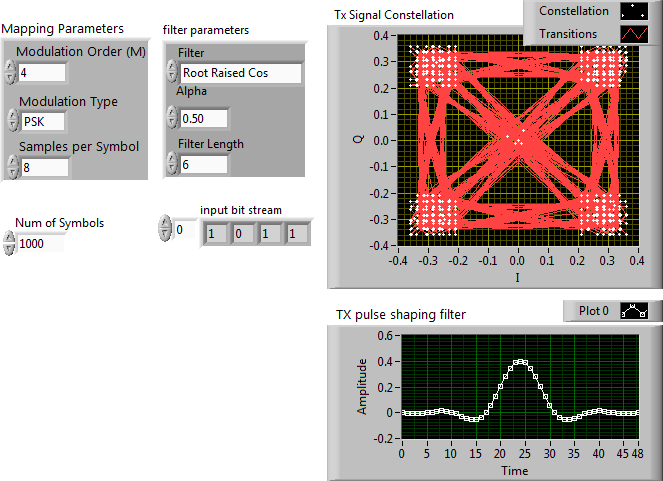 Mapping Parameters
Modulation Order (M)
4
Modulation Type
PSK
Samples per Symbol
8
Num of Symbols
1000
filter parameters
Filter
Root Raised Cos
Alpha
0.50
Filter Length
6
input bit stream
0 1 0 1 1
Tx Signal Constellation
Constellation
Transitions
Q
0.4
0.3
0.2
0.1
0.0
-0.1
-0.2
-0.3
-0.4
-0.4 -0.3 -0.2 -0.1 0.0 0.1 0.2 0.3 0.4
I
TX pulse shaping filter
Plot 0
Amplitude
0.6
0.4
0.2
0
-0.2
0 5 10 15 20 25 30 35 40 45 48
Time